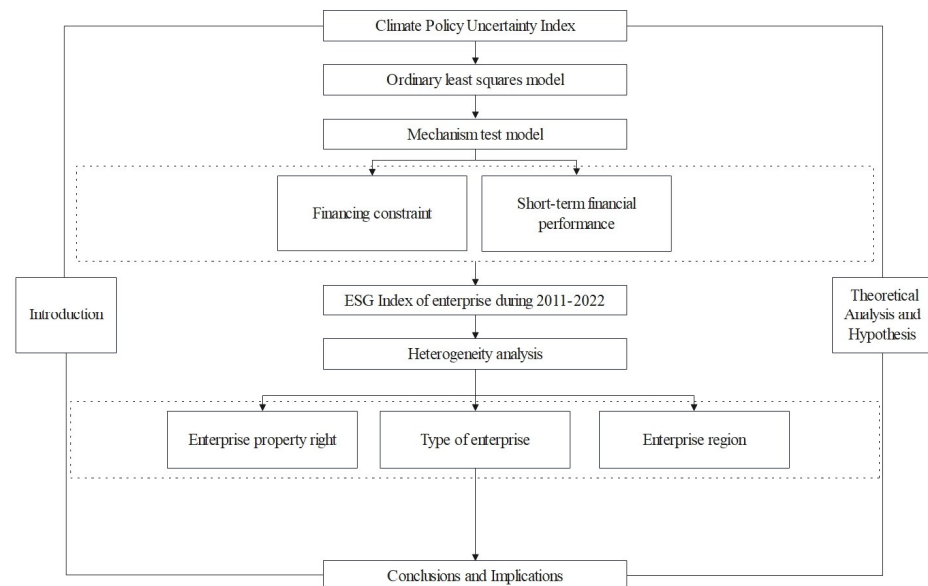 Climate Policy Uncertainty Index
Ordinary least squares model
Mechanism test model
Financing constraint
Short-term financial
performance
Introduction
ESG Index of enterprise during 2011-2022
Theoretical
Analysis and
Hypothesis
Heterogeneity analysis
Enterprise property right
Type of enterprise
Enterprise region
Conclusions and Implications